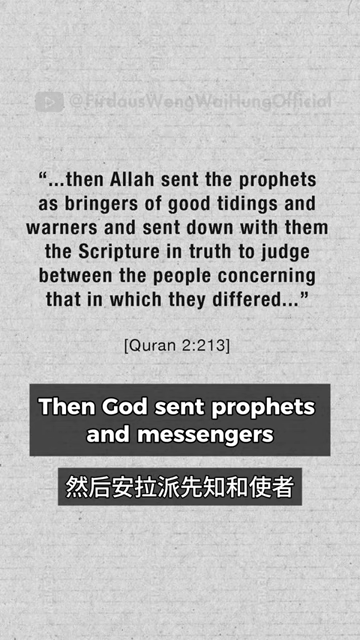 @FirdausWongWaiHungOfficial
“...then Allah sent the prophets
as bringers of good tidings and
warners and sent down with them
the Scripture in truth to judge
between the people concerning
that in which they differed...”
[Quran 2:213]
Then God sent prophets
and messengers
然后安拉派先知和使者